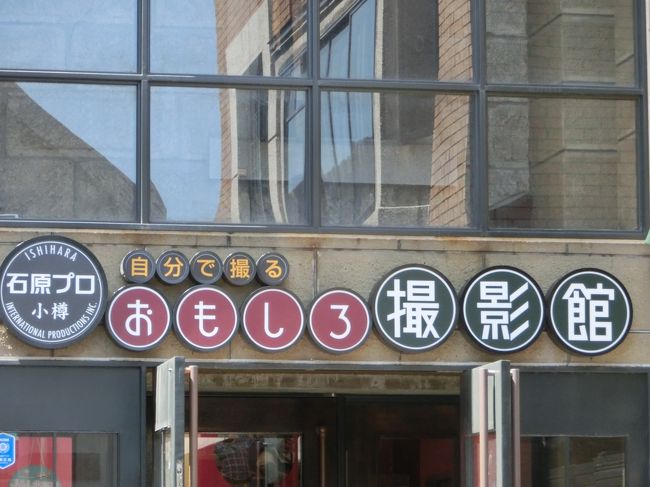 ISHIHARA
石原プロ
小樽
INTERNATIONAL PRODUCTIONS INC.
自分で撮る
おもしろ撮影館